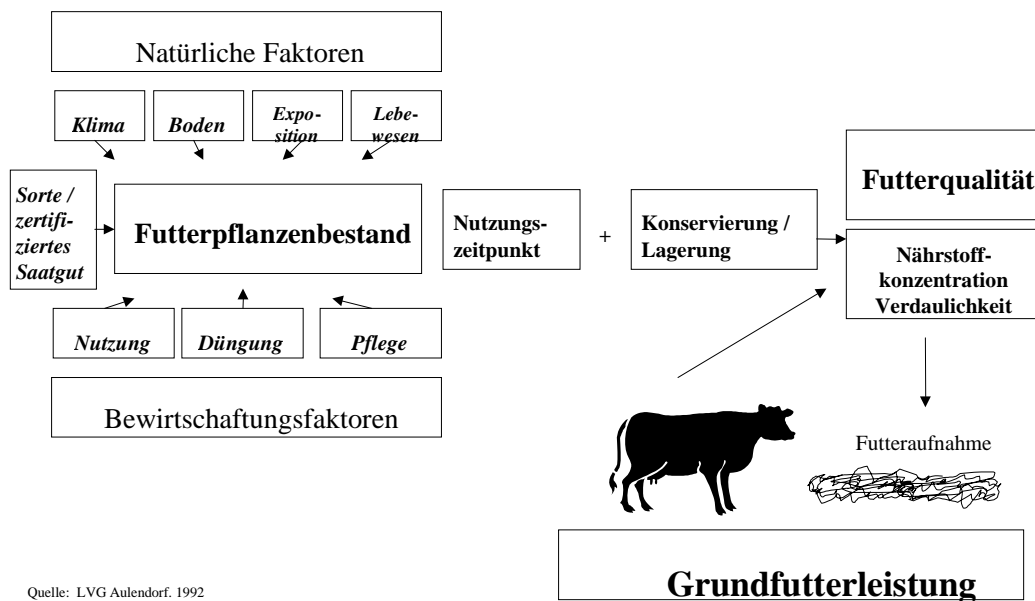 Natürliche Faktoren
Klima
Boden
Expo-
sition
Lebe-
wesen
Sorte /
zertifi-
ziertes
Saatgut
Futterpflanzenbestand
Nutzungs-
zeitpunkt
+
Konservierung /
Lagerung
Futterqualität
Nährstoff-
konzentration
Verdaulichkeit
Nutzung
Düngung
Pflege
Bewirtschaftungsfaktoren
Futteraufnahme
Grundfutterleistung
Quelle: LVG Aulendorf. 1992